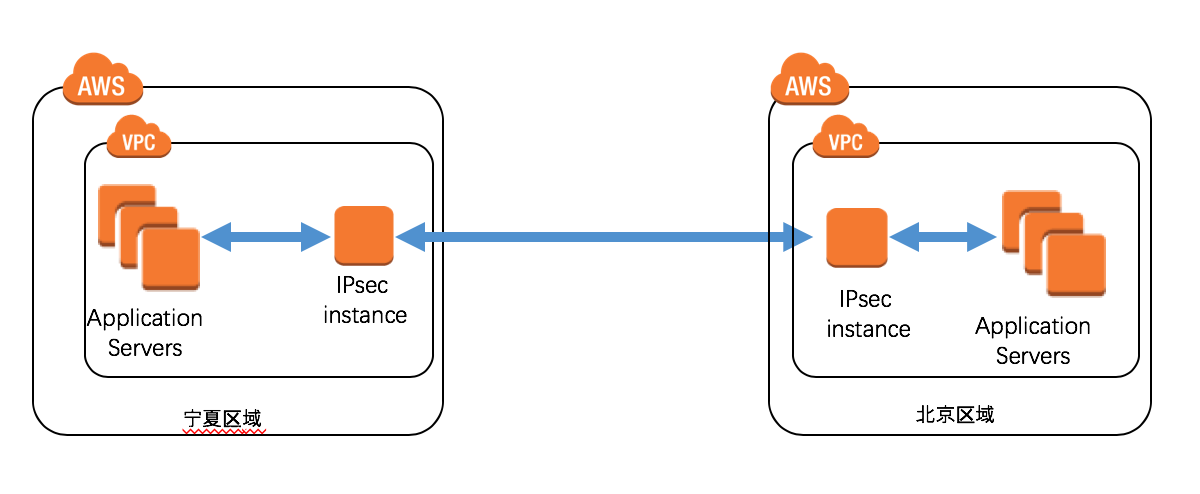 AWS
VPC
Application
Servers
IPsec
instance
宁夏区域
AWS
VPC
IPsec
instance
Application
Servers
北京区域